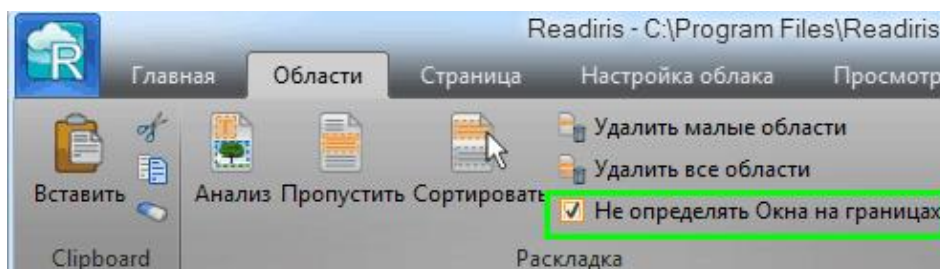 Readiris - C:\Program Files\Readiris
Главная Области Страница Настройка облака Просмотр
Вставить Анализ Пропустить Сортировать
Удалить малые области
Удалить все области
Не определять Окна на границах
Clipboard Раскладка